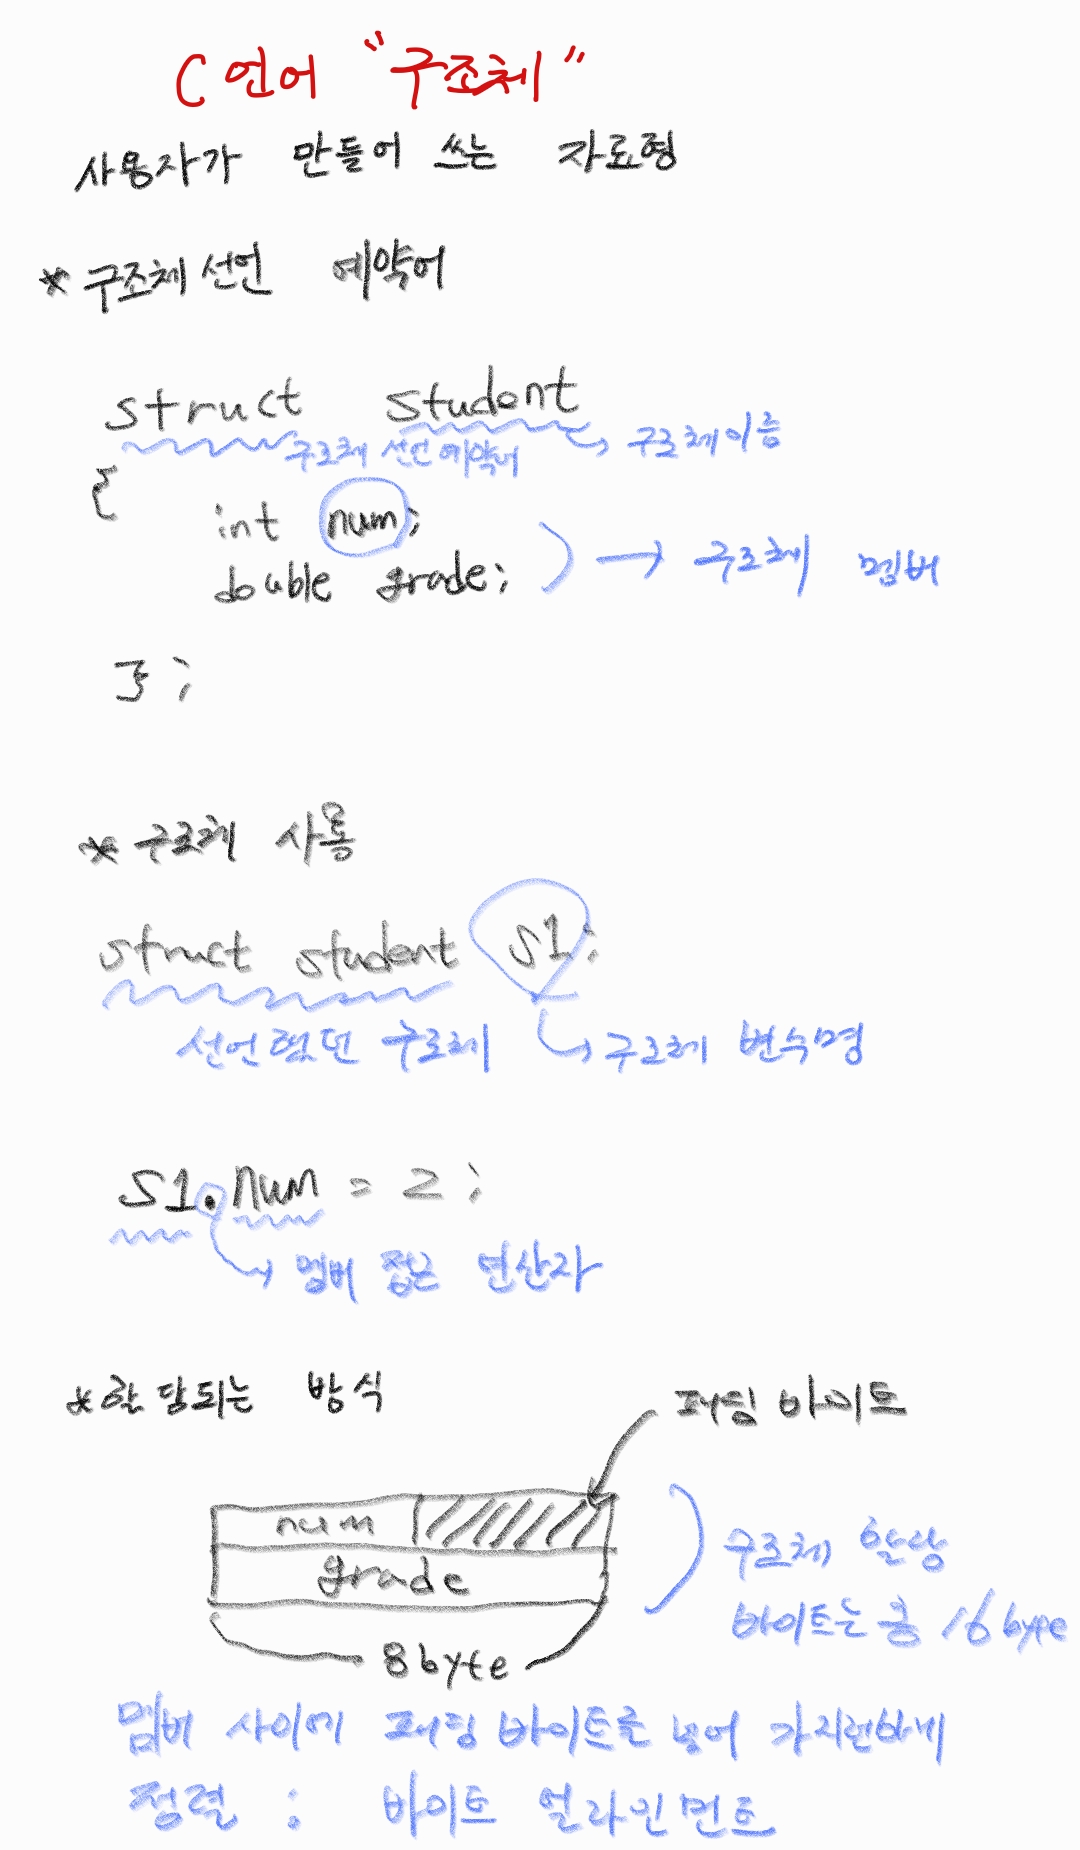 C 언어 "구조체"
사용자가 만들어 쓰는 자료형
* 구조체 선언 예약어
struct student
구조체 선언 예약어 구조체이름
{
int num;
double grade; → 구조체 멤버
};
* 구조체 사용
struct student s1;
선언했던 구조체 구조체 변수명
s1.num = 2;
멤버 접근 연산자
* 할당되는 방식
패딩 바이트
num
grade
8byte
구조체 할당
바이트는 총 16 byte
멤버 사이에 패딩 바이트를 넣어 가지런하게
정렬 : 바이트 얼라인먼트